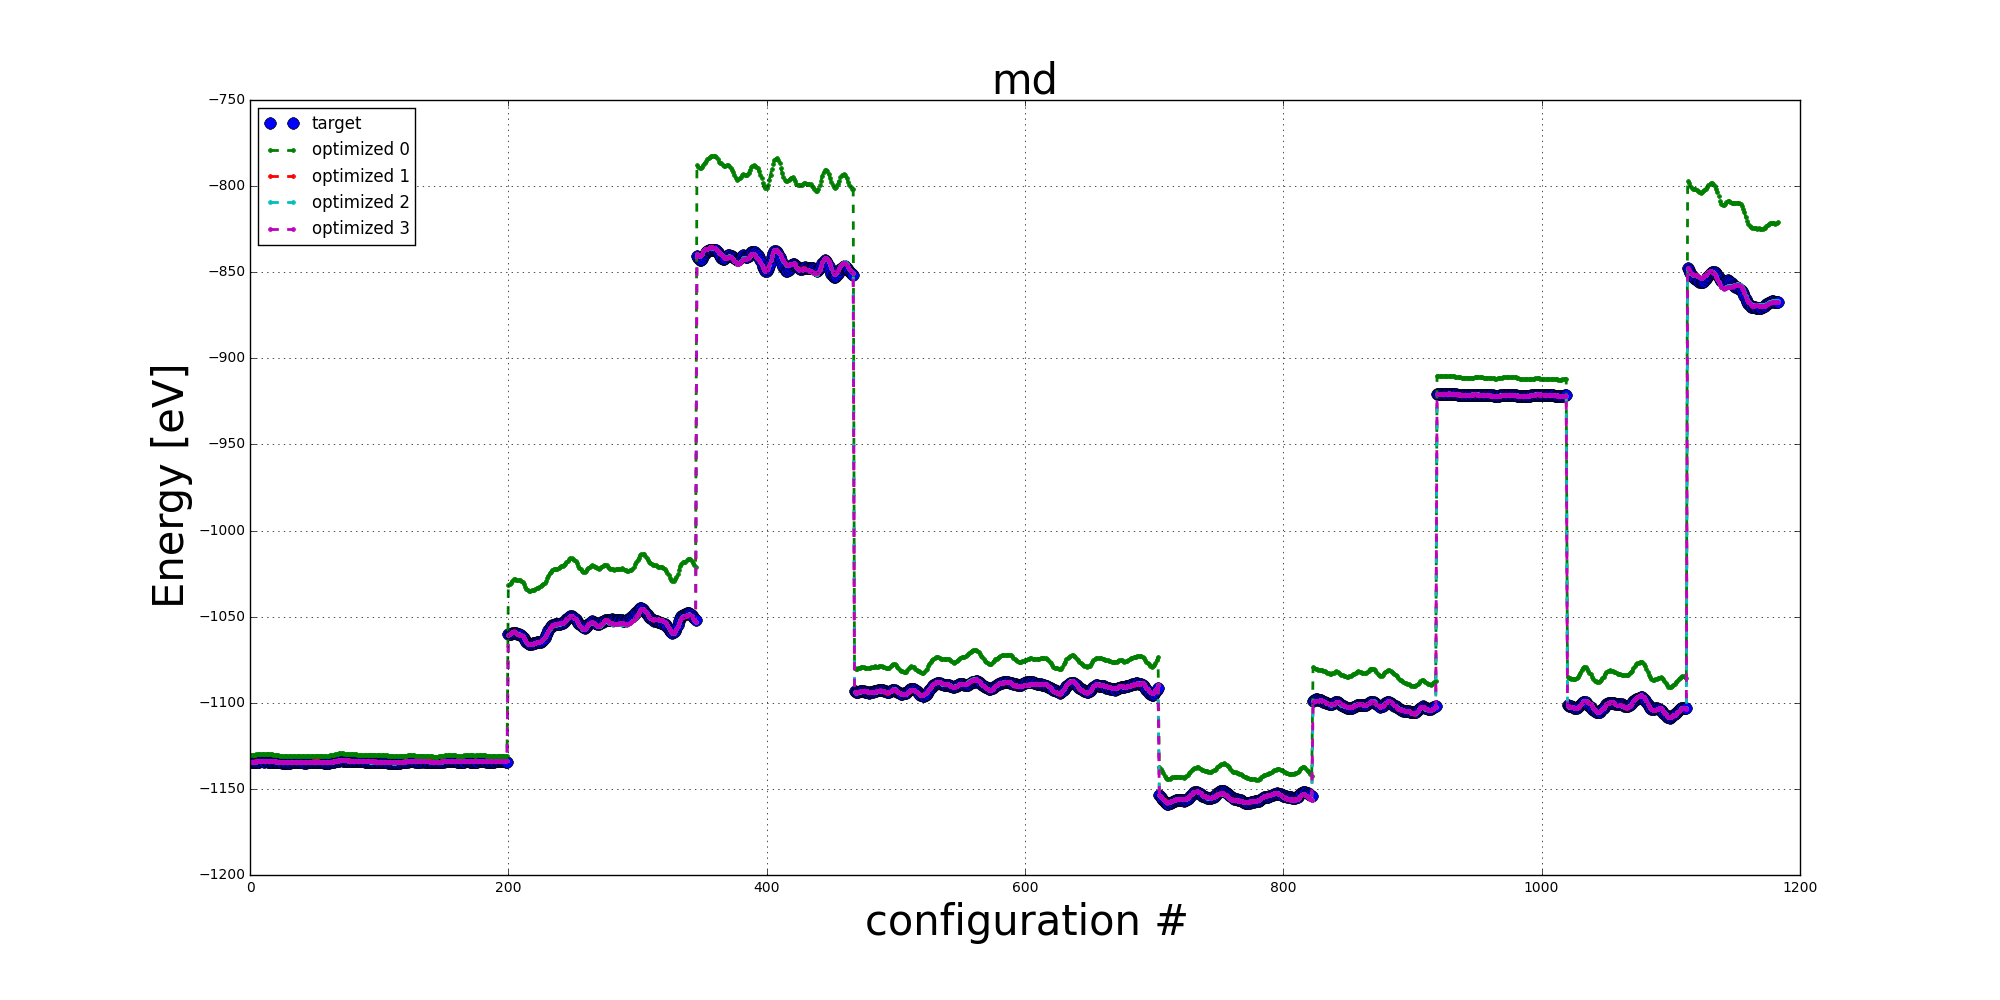 md
Energy [eV]
−750
−800
−850
−900
−950
−1000
−1050
−1100
−1150
−1200
target
optimized 0
optimized 1
optimized 2
optimized 3
0 200 400 600 800 1000 1200
configuration #